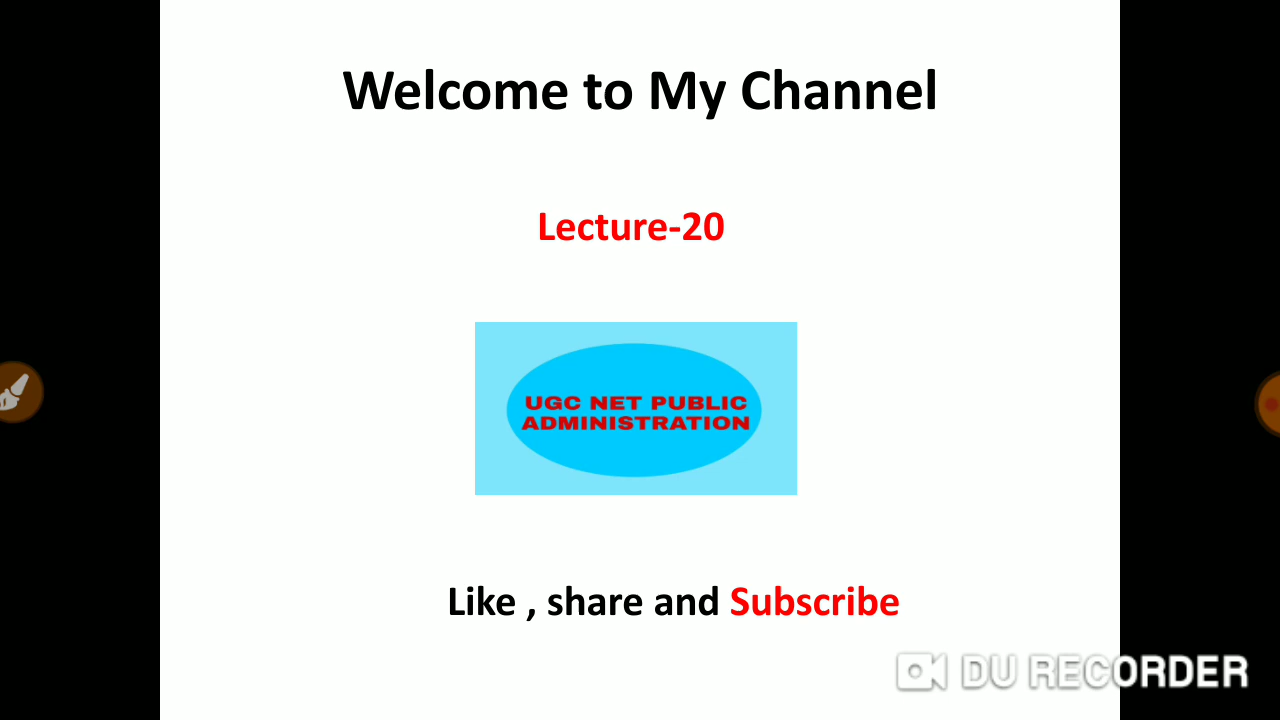 Welcome to My Channel
Lecture-20
UGC NET PUBLIC
ADMINISTRATION
Like , share and Subscribe
DU RECORDER